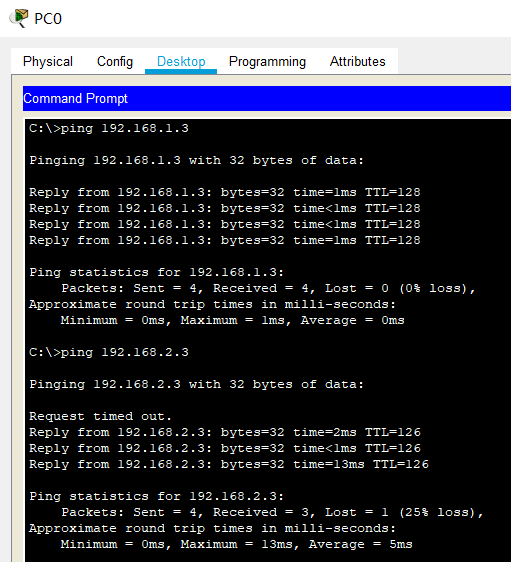 PC0
Physical Config Desktop Programming Attributes
Command Prompt
C:\>ping 192.168.1.3
Pinging 192.168.1.3 with 32 bytes of data:
Reply from 192.168.1.3: bytes=32 time=1ms TTL=128
Reply from 192.168.1.3: bytes=32 time<1ms TTL=128
Reply from 192.168.1.3: bytes=32 time<1ms TTL=128
Reply from 192.168.1.3: bytes=32 time=1ms TTL=128
Ping statistics for 192.168.1.3:
Packets: Sent = 4, Received = 4, Lost = 0 (0% loss),
Approximate round trip times in milli-seconds:
Minimum = 0ms, Maximum = 1ms, Average = 0ms
C:\>ping 192.168.2.3
Pinging 192.168.2.3 with 32 bytes of data:
Request timed out.
Reply from 192.168.2.3: bytes=32 time=2ms TTL=126
Reply from 192.168.2.3: bytes=32 time<1ms TTL=126
Reply from 192.168.2.3: bytes=32 time=13ms TTL=126
Ping statistics for 192.168.2.3:
Packets: Sent = 4, Received = 3, Lost = 1 (25% loss),
Approximate round trip times in milli-seconds:
Minimum = 0ms, Maximum = 13ms, Average = 5ms